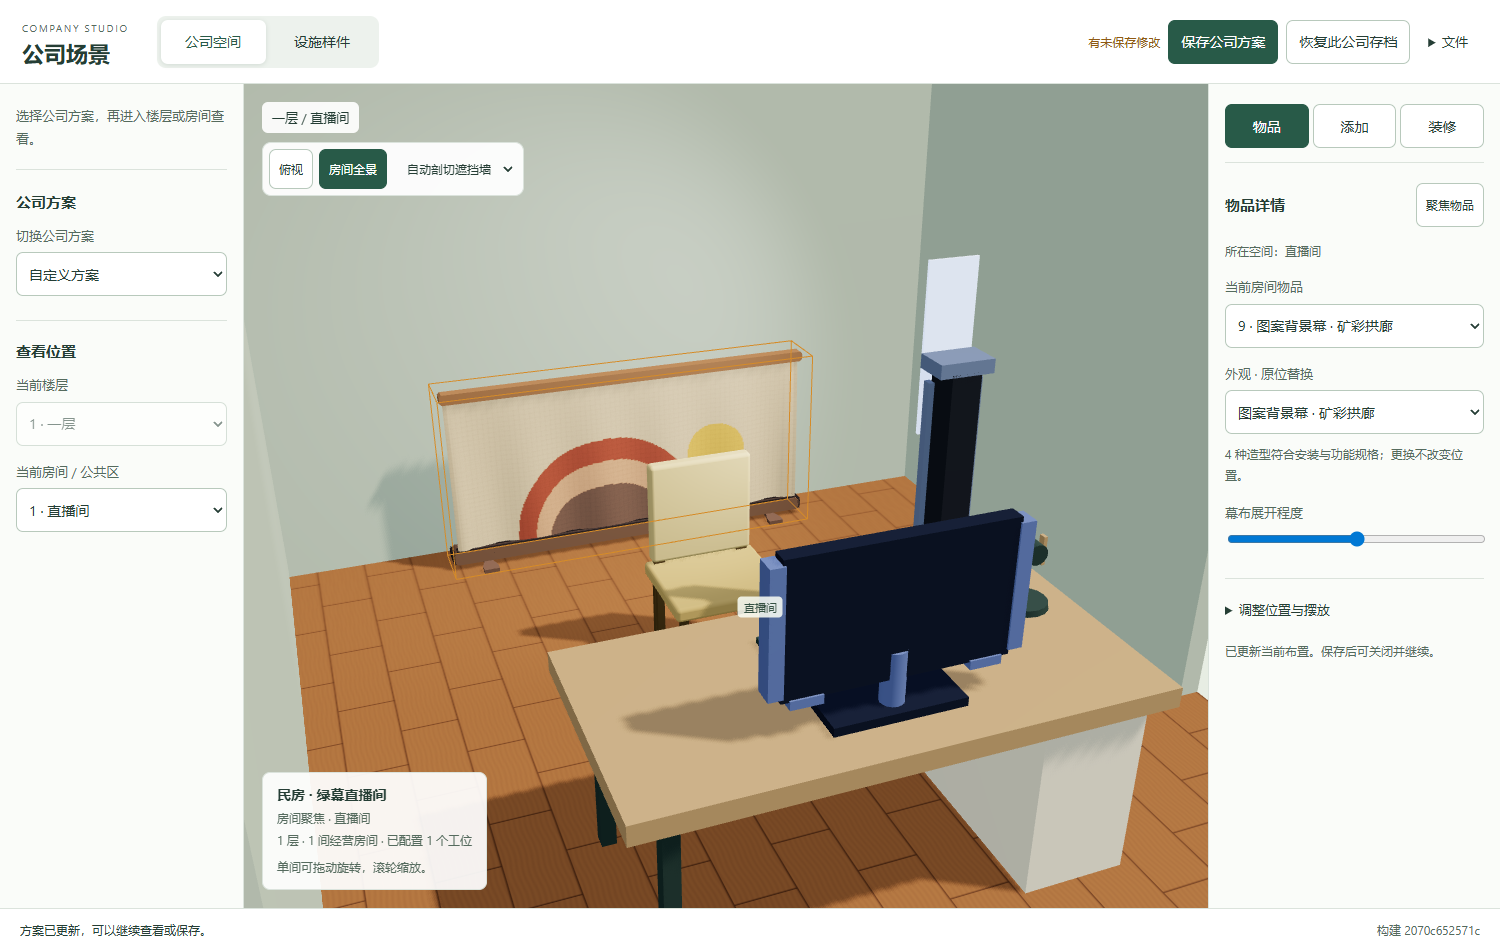 COMPANY STUDIO
公司场景
公司空间
设施样件
有未保存修改
保存公司方案
恢复此公司存档
文件
选择公司方案，再进入楼层或房间查
看。
公司方案
切换公司方案
自定义方案
查看位置
当前楼层
1 · 一层
当前房间 / 公共区
1 · 直播间
一层 / 直播间
俯视
房间全景
自动剖切遮挡墙
直播间
民房 · 绿幕直播间
房间聚焦 · 直播间
1 层 · 1 间经营房间 · 已配置 1 个工位
单间可拖动旋转，滚轮缩放。
物品
添加
装修
物品详情
聚焦物品
所在空间：直播间
当前房间物品
9 · 图案背景幕 · 矿彩拱廊
外观 · 原位替换
图案背景幕 · 矿彩拱廊
4 种造型符合安装与功能规格；更换不改变位
置。
幕布展开程度
调整位置与摆放
已更新当前布置。保存后可关闭并继续。
方案已更新，可以继续查看或保存。
构建 2070c652571c